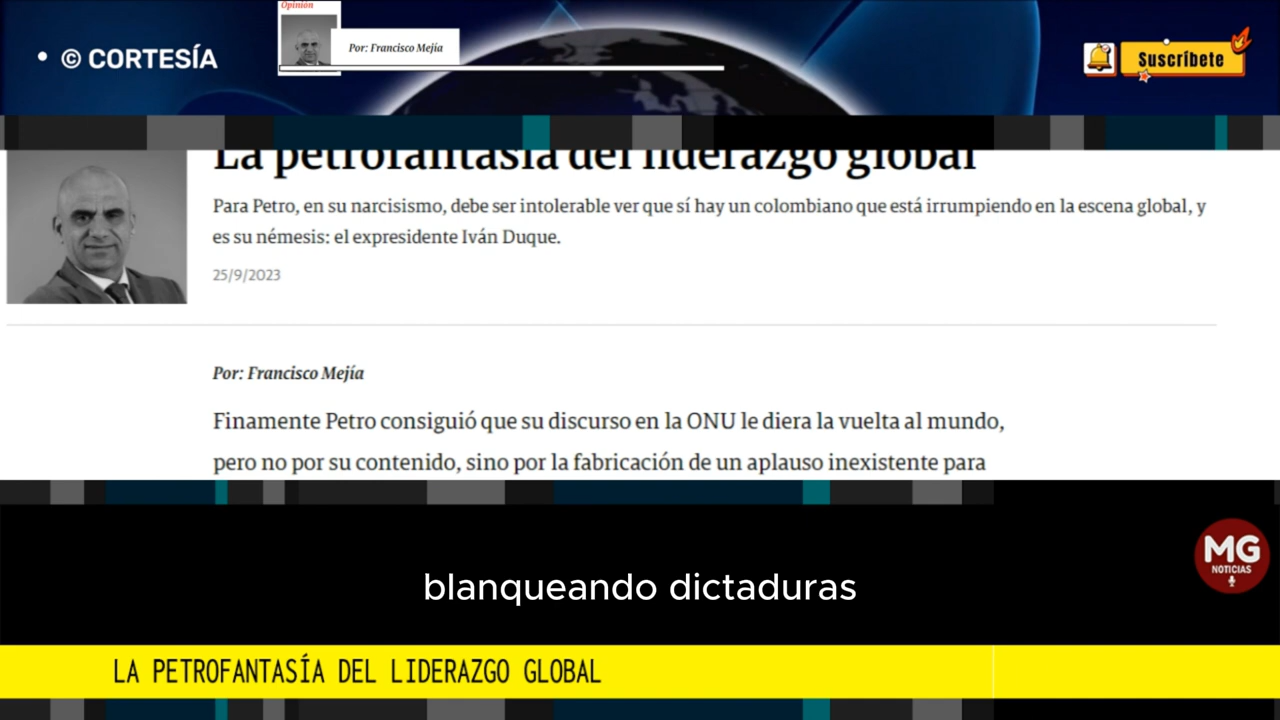 Opinión
• © CORTESÍA
Por: Francisco Mejía
Suscríbete
La petrofantasía del liderazgo global
Para Petro, en su narcisismo, debe ser intolerable ver que sí hay un colombiano que está irrumpiendo en la escena global, y
es su némesis: el expresidente Iván Duque.
25/9/2023
Por: Francisco Mejía
Finamente Petro consiguió que su discurso en la ONU le diera la vuelta al mundo,
pero no por su contenido, sino por la fabricación de un aplauso inexistente para
blanqueando dictaduras
MG
NOTICIAS
LA PETROFANTASÍA DEL LIDERAZGO GLOBAL